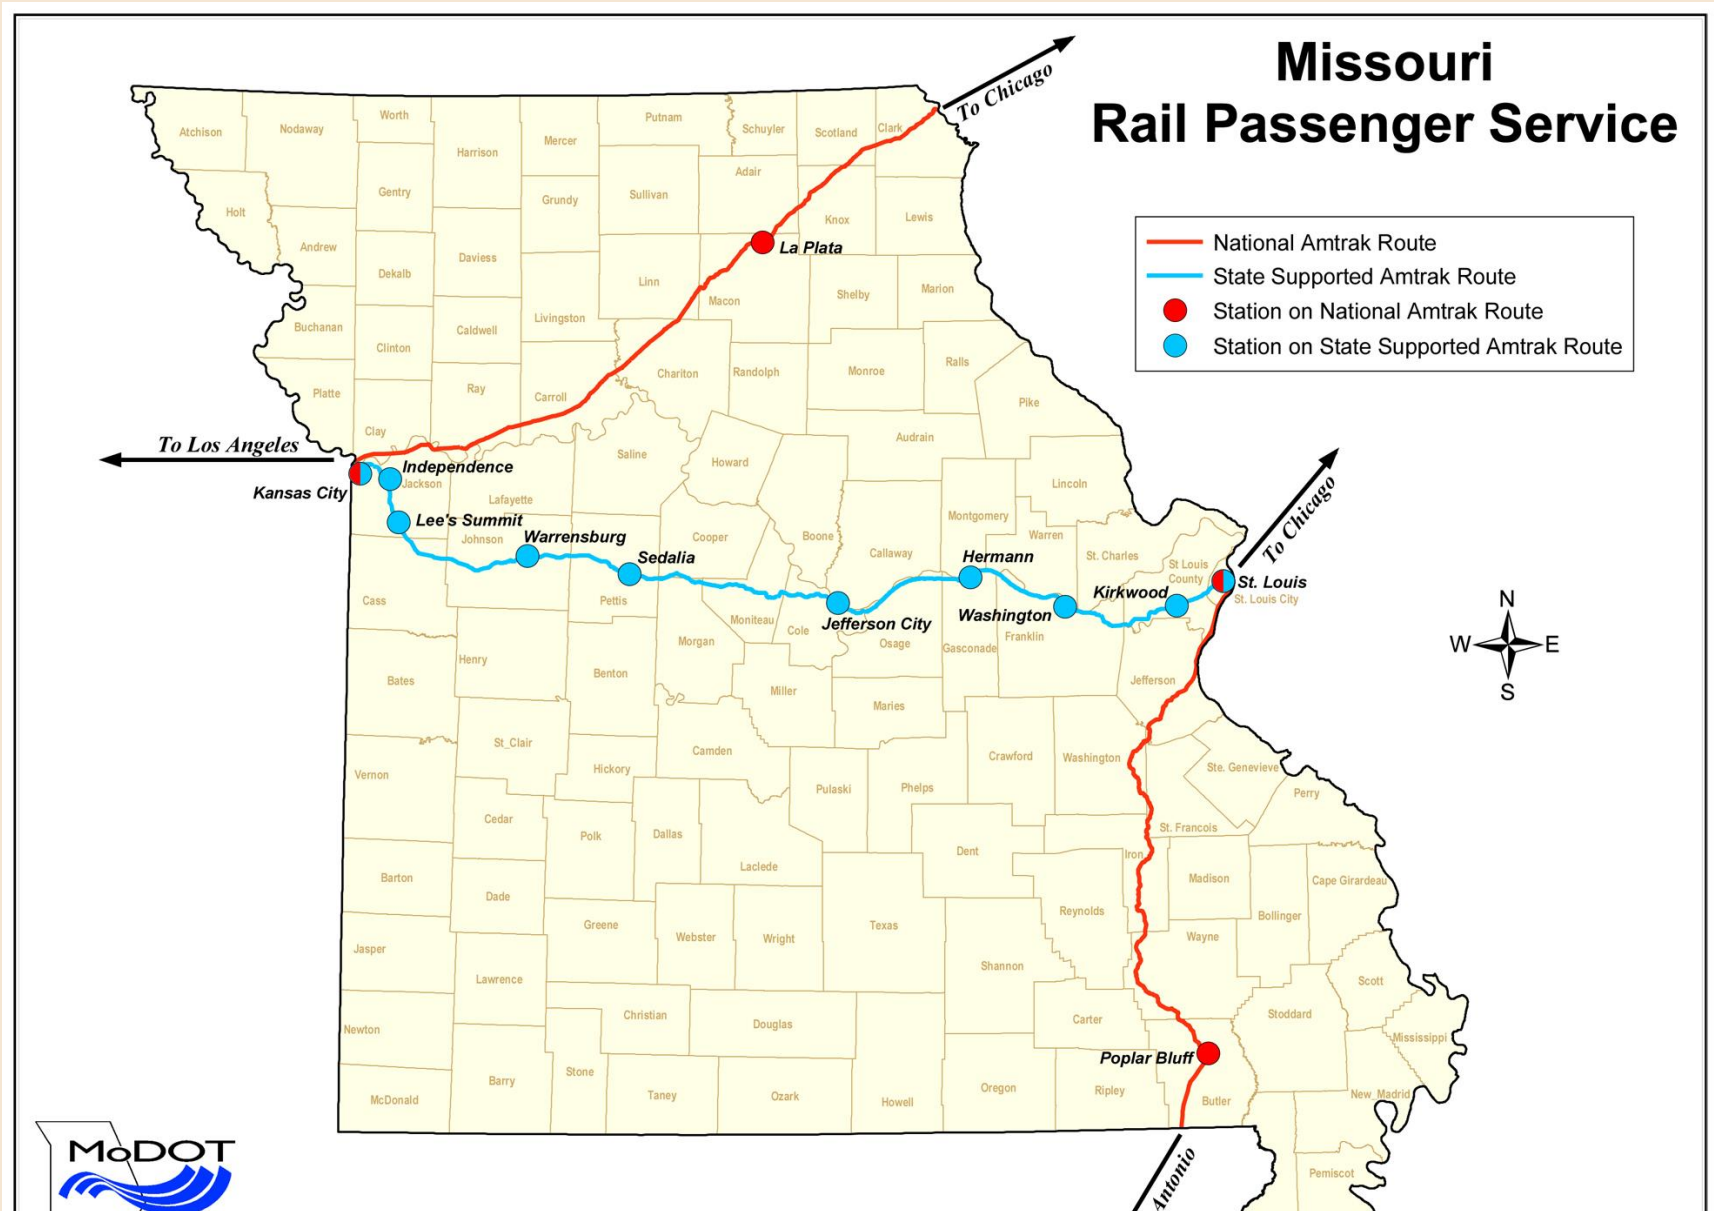 Missouri
Rail Passenger Service
To Chicago
National Amtrak Route
State Supported Amtrak Route
Station on National Amtrak Route
Station on State Supported Amtrak Route
Atchison
Nodaway
Worth
Harrison
Mercer
Putnam
Schuyler
Scotland
Clark
Gentry
Grundy
Sullivan
Adair
Knox
Lewis
Holt
Andrew
Dekalb
Daviess
Linn
La Plata
Macon
Shelby
Marion
Buchanan
Clinton
Caldwell
Livingston
Platte
Ray
Carroll
Chariton
Randolph
Monroe
Ralls
Pike
Clay
Audrain
To Los Angeles
Saline
Howard
Independence
Jackson
Kansas City
Lafayette
Lincoln
Lee's Summit
Johnson
Warrensburg
Sedalia
Cooper
Boone
Callaway
Montgomery
Warren
Hermann
St. Charles
St Louis
County
To Chicago
St. Louis
St. Louis City
Kirkwood
Washington
Jefferson City
Cass
Pettis
Moniteau
Cole
Morgan
Osage
Gasconade
Franklin
N
W
E
S
Bates
Henry
Benton
Miller
Maries
Jefferson
St_Clair
Hickory
Camden
Crawford
Washington
Ste. Genevieve
Vernon
Pulaski
Phelps
Perry
Cedar
Polk
Dallas
Laclede
Dent
St. Francois
Iron
Barton
Dade
Madison
Cape Girardeau
Jasper
Greene
Webster
Wright
Texas
Reynolds
Bollinger
Wayne
Lawrence
Shannon
Scott
Newton
Christian
Douglas
Carter
Stoddard
Mississippi
Poplar Bluff
McDonald
Barry
Stone
Taney
Ozark
Howell
Oregon
Ripley
Butler
New_Madrid
Pemiscot
Antonio
MoDOT